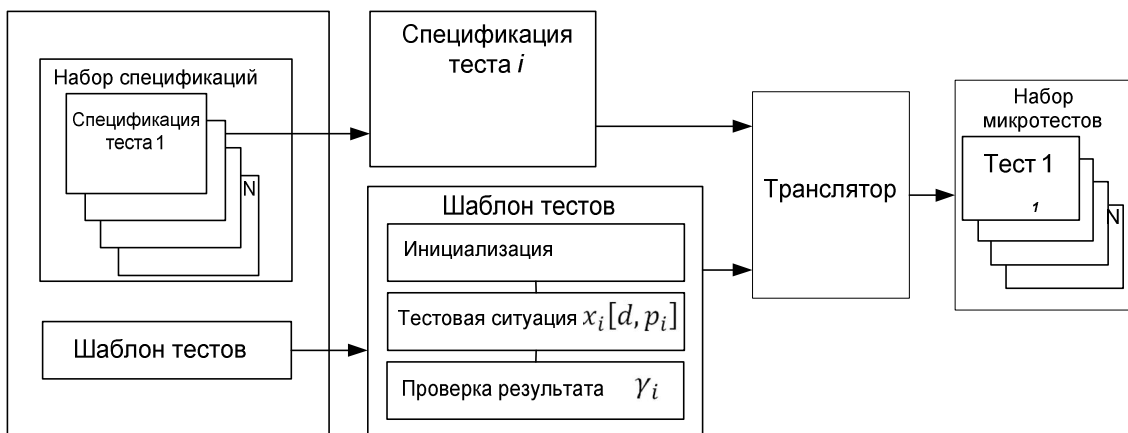 Набор спецификаций
Спецификация
теста 1
N
Шаблон тестов
Спецификация
теста i
Шаблон тестов
Инициализация
Тестовая ситуация x_i[d, p_i]
Проверка результата γ_i
Транслятор
Набор
микротестов
Тест 1
1
N